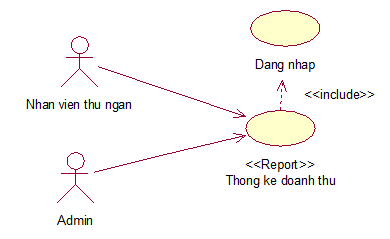 Dang nhap
<<include>>
Nhan vien thu ngan
<<Report>>
Thong ke doanh thu
Admin